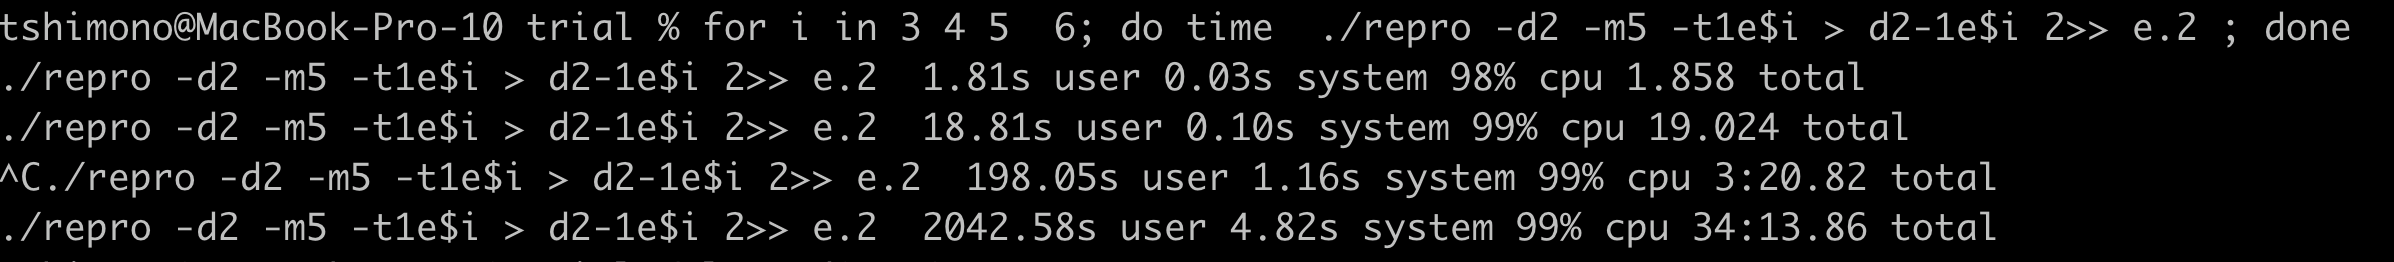 tshimono@MacBook-Pro-10 trial % for i in 3 4 5  6; do time  ./repro -d2 -m5 -t1e$i > d2-1e$i 2>> e.2 ; done
./repro -d2 -m5 -t1e$i > d2-1e$i 2>> e.2  1.81s user 0.03s system 98% cpu 1.858 total
./repro -d2 -m5 -t1e$i > d2-1e$i 2>> e.2  18.81s user 0.10s system 99% cpu 19.024 total
^C./repro -d2 -m5 -t1e$i > d2-1e$i 2>> e.2  198.05s user 1.16s system 99% cpu 3:20.82 total
./repro -d2 -m5 -t1e$i > d2-1e$i 2>> e.2  2042.58s user 4.82s system 99% cpu 34:13.86 total